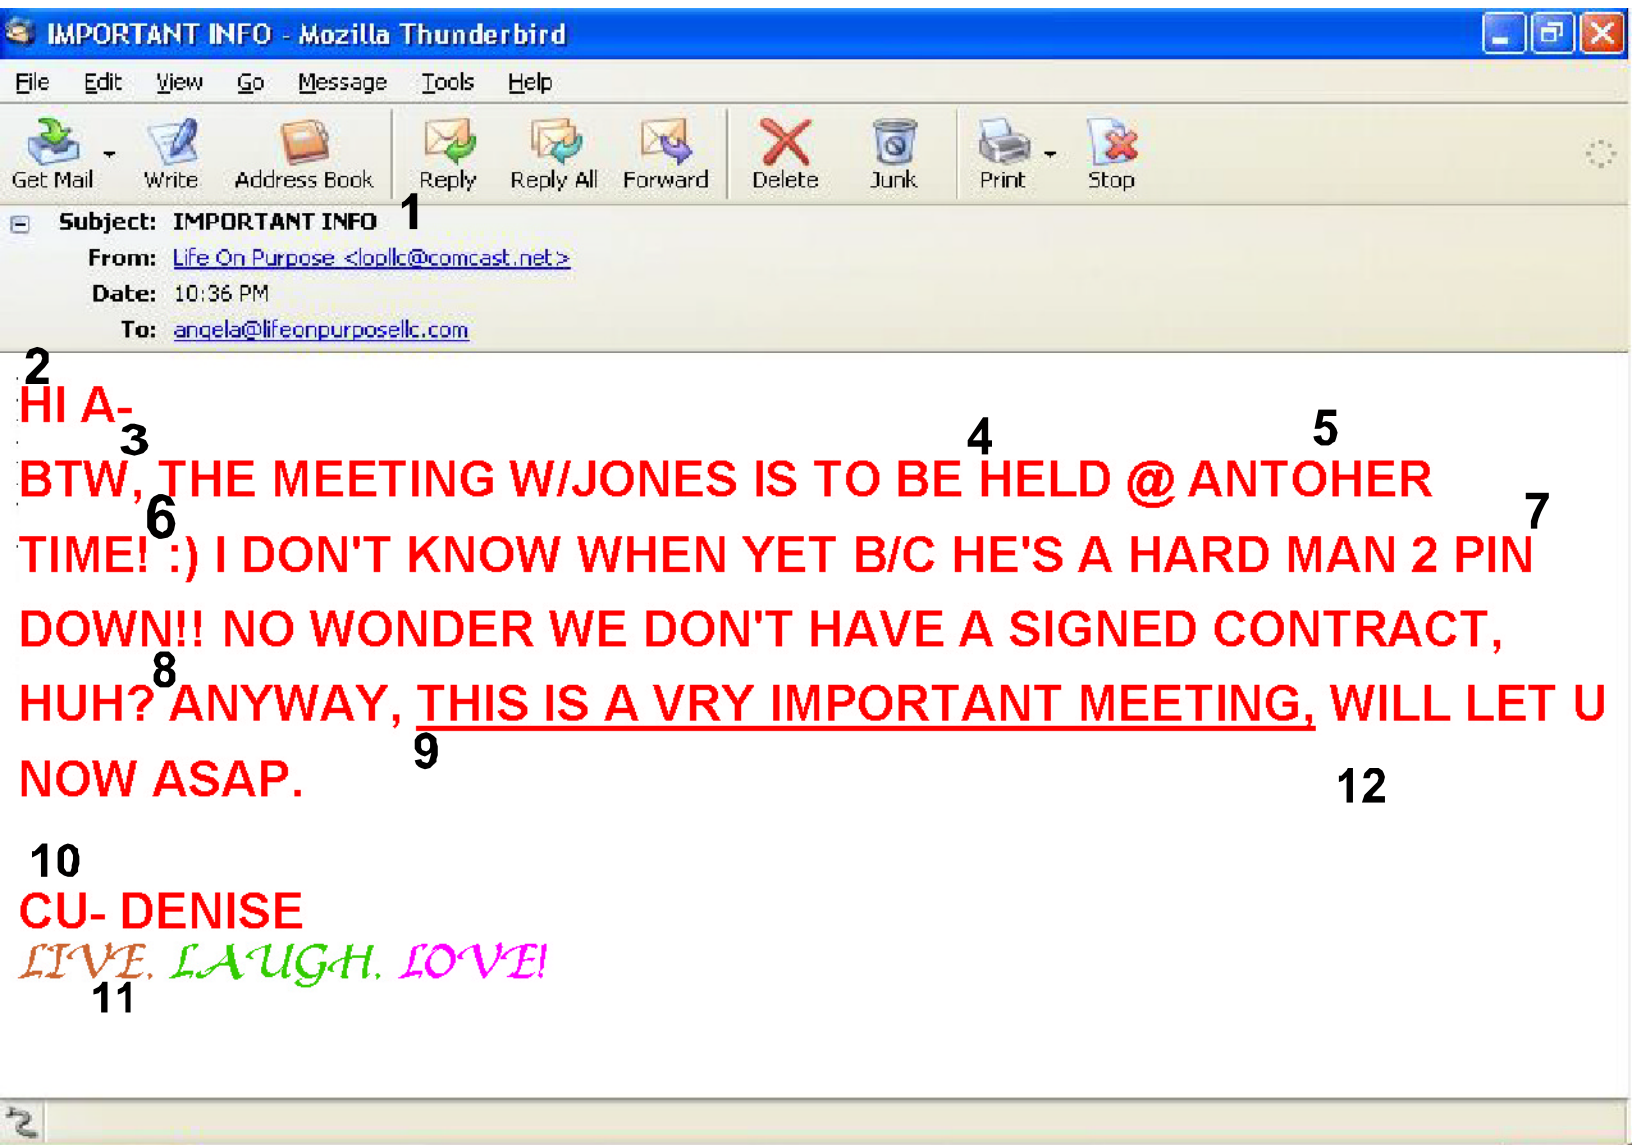 IMPORTANT INFO - Mozilla Thunderbird
File Edit View Go Message Tools Help
Get Mail Write Address Book Reply Reply All Forward Delete Junk Print Stop
1
Subject: IMPORTANT INFO
From: Life On Purpose <lopllc@comcast.net>
Date: 10:36 PM
To: angela@lifeonpurposellc.com
2
HI A-
3 4 5
BTW, THE MEETING W/JONES IS TO BE HELD @ ANTOHER
6 7
TIME! :) I DON'T KNOW WHEN YET B/C HE'S A HARD MAN 2 PIN
DOWN!! NO WONDER WE DON'T HAVE A SIGNED CONTRACT,
8
HUH? ANYWAY, THIS IS A VRY IMPORTANT MEETING, WILL LET U
9
NOW ASAP.
12
10
CU- DENISE
LIVE, LAUGH, LOVE!
11